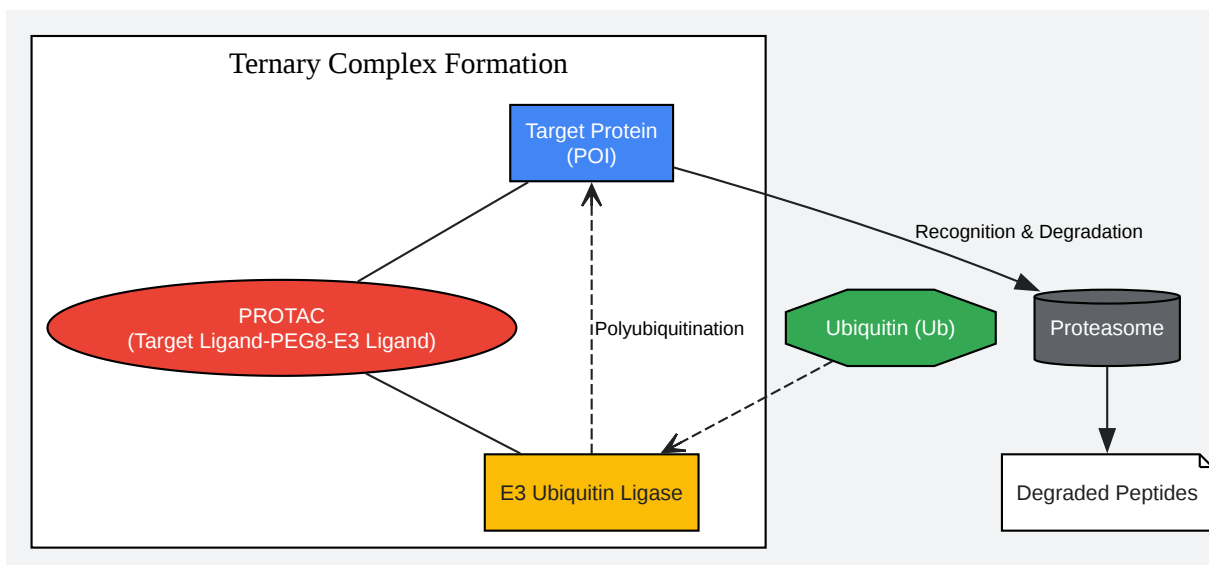 Ternary Complex Formation
Target Protein
(POI)
Recognition & Degradation
PROTAC
(Target Ligand-PEG8-E3 Ligand)
Polyubiquitination
Ubiquitin (Ub)
Proteasome
E3 Ubiquitin Ligase
Degraded Peptides